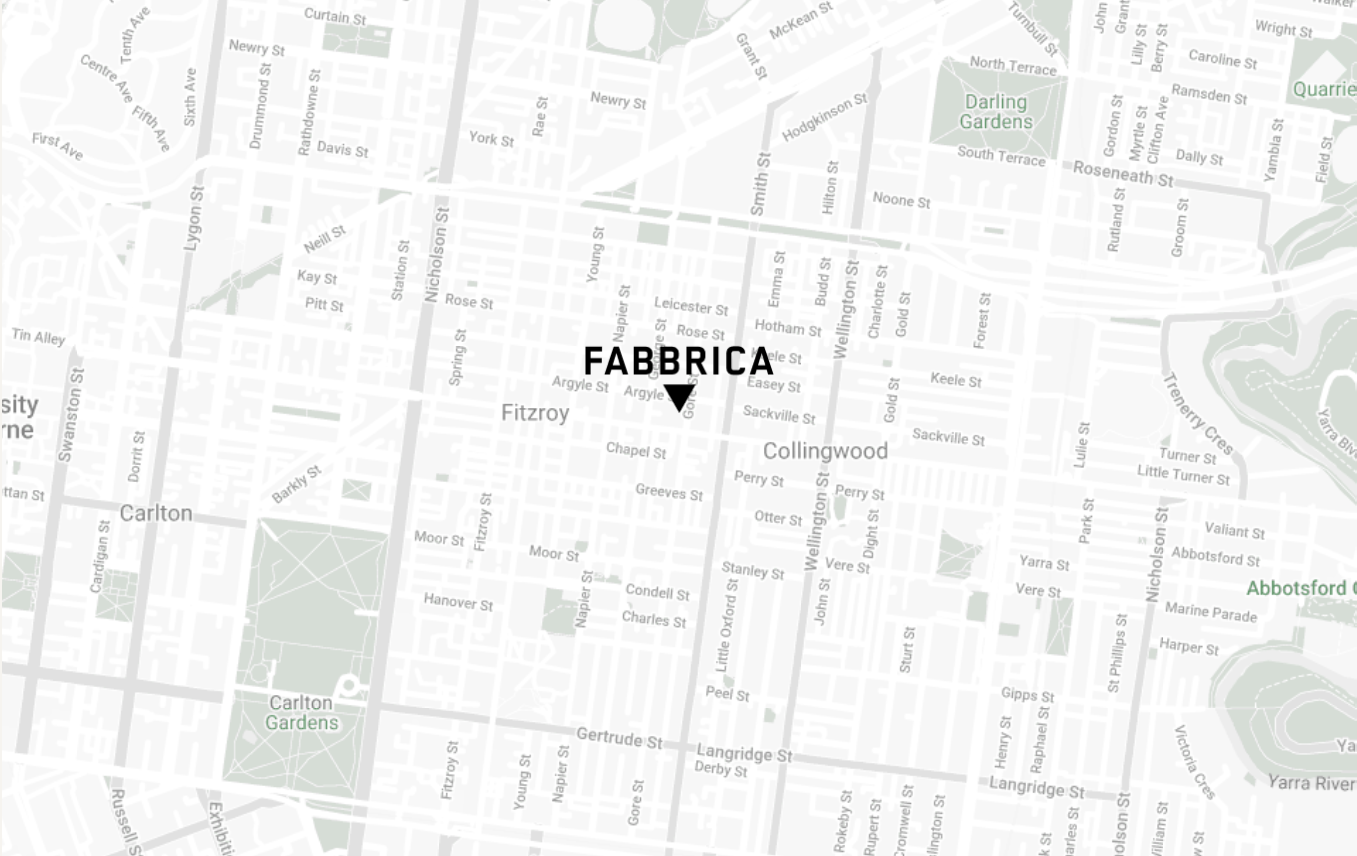 Curtain St
McKean St
Tenth Ave
Newry St
Grant St
Turnbull St
John
Grant
Lilly St
Berry St
Wright St
Walker
Centre Ave
Fifth Ave
Sixth Ave
Drummond St
Rathdowne St
North Terrace
Caroline St
Quarrie
Newry St
Rae St
York St
Hodgkinson St
Darling
Gardens
Ramsden St
Gordon St
Myrtle St
Clifton Ave
First Ave
Davis St
South Terrace
Dally St
Yambla St
Field St
Smith St
Hilton St
Roseneath St
Lygon St
Noone St
Rutland St
Groom St
Neill St
Station St
Nicholson St
Young St
Kay St
Pitt St
Rose St
Napier St
Leicester St
Emma St
Budd St
Wellington St
Charlotte St
Gold St
Forest St
Tin Alley
Spring St
George St
Rose St
Hotham St
Keele St
FABBRICA
Argyle St
Argyle St
Gore St
Easey St
Gold St
Keele St
Trenerry Cres
sity
rne
Swanston St
Fitzroy
Sackville St
Sackville St
Yarra Blv
Dorrit St
Chapel St
Collingwood
Lulie St
Turner St
Little Turner St
Barkly St
ttan St
Greeves St
Perry St
Perry St
Carlton
Fitzroy St
Otter St
Wellington St
Dight St
Park St
Nicholson St
Valiant St
Cardigan St
Moor St
Moor St
Stanley St
Vere St
Yarra St
Abbotsford St
Napier St
Condell St
Vere St
Abbotsford C
Hanover St
Charles St
Little Oxford St
John St
Marine Parade
Sturt St
St Phillips St
Harper St
Carlton
Gardens
Peel St
Gipps St
Gertrude St
Langridge St
Derby St
Henry St
Raphael St
Victoria Cres
Ya
Yarra River
Langridge St
Russell S
Exhibiti
Fitzroy St
Young St
Napier St
Gore St
Rokeby St
Rupert St
Cromwell St
llington St
k St
arles St
olson St
illiam St
w St